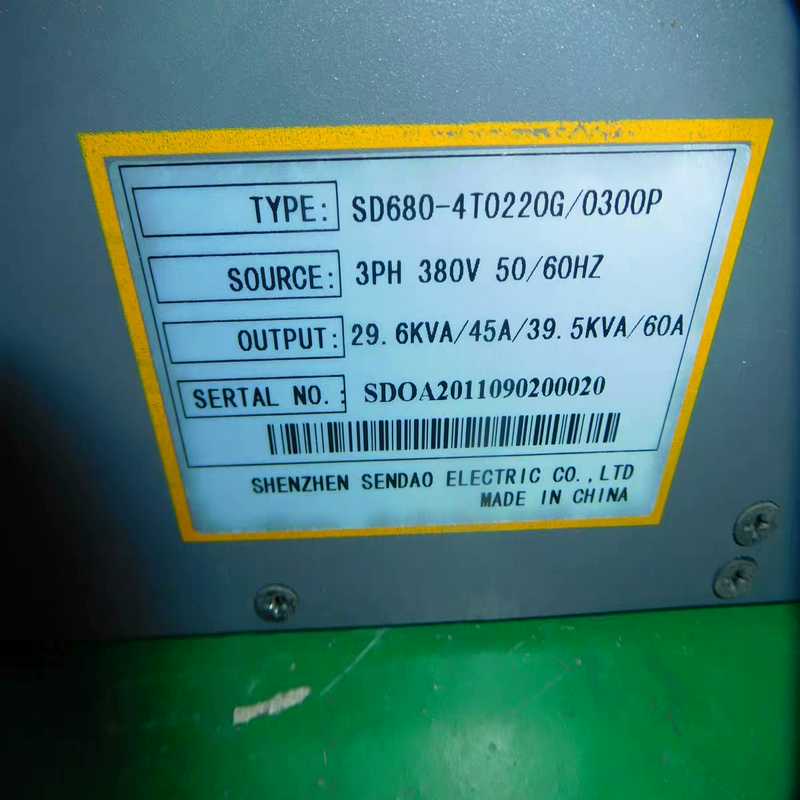 TYPE: SD680-4T0220G/0300P
SOURCE: 3PH 380V 50/60HZ
OUTPUT: 29.6KVA/45A/39.5KVA/60A
SERTAL NO.: SDOA2011090200020
SHENZHEN SENDAO ELECTRIC CO.,LTD
MADE IN CHINA